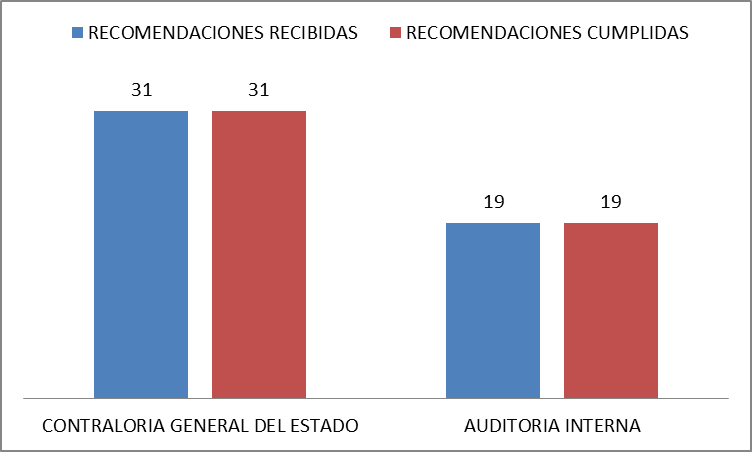 RECOMENDACIONES RECIBIDAS RECOMENDACIONES CUMPLIDAS
31 31
19 19
CONTRALORIA GENERAL DEL ESTADO AUDITORIA INTERNA